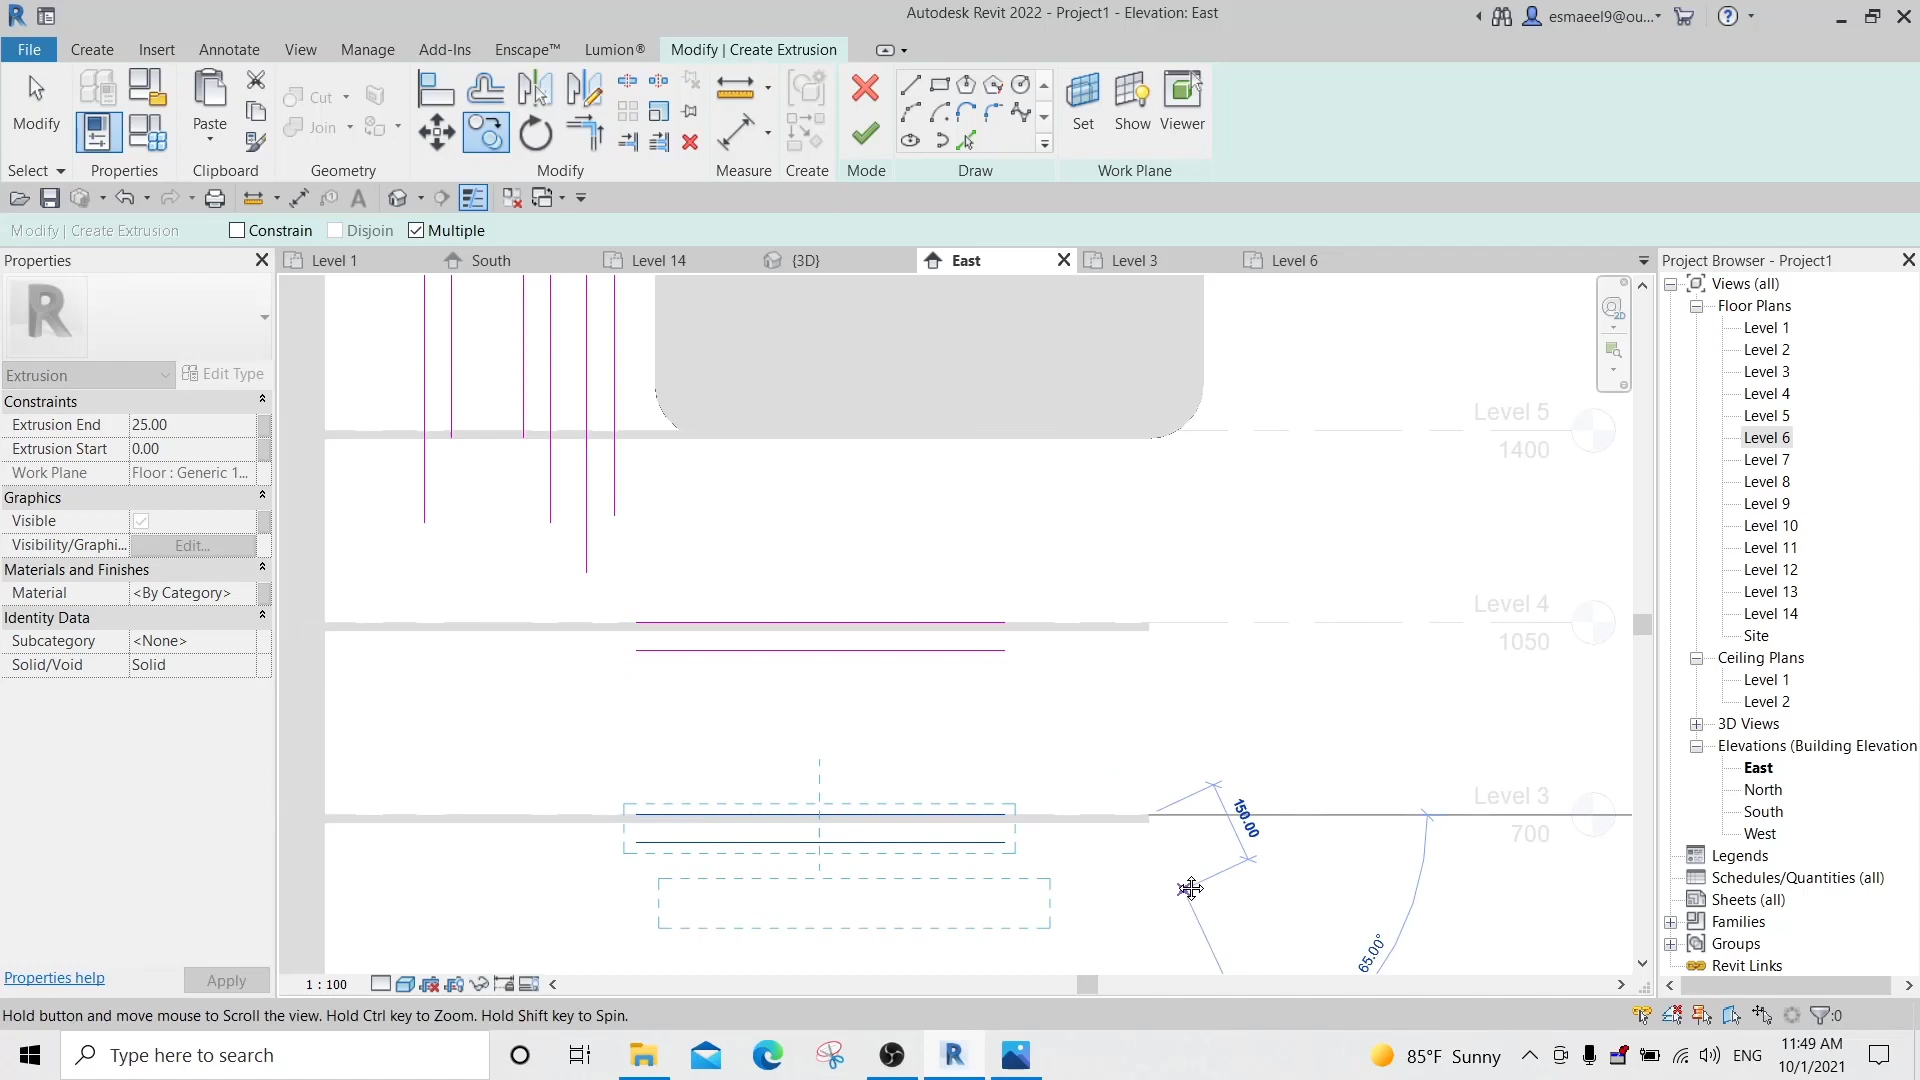 Autodesk Revit 2022 - Project1 - Elevation: East
esmaeel9@ou...
File Create Insert Annotate View Manage Add-Ins Enscape™ Lumion® Modify | Create Extrusion
Modify
Paste
Cut
Join
Set Show Viewer
Select Properties Clipboard Geometry Modify Measure Create Mode Draw Work Plane
Modify | Create Extrusion Constrain Disjoin Multiple
Properties
Level 1 South Level 14 {3D} East Level 3 Level 6
Project Browser - Project1
R
Extrusion Edit Type
Constraints
Extrusion End 25.00
Extrusion Start 0.00
Work Plane Floor : Generic 1...
Graphics
Visible
Visibility/Graphi... Edit...
Materials and Finishes
Material <By Category>
Identity Data
Subcategory <None>
Solid/Void Solid
Properties help Apply
2D
Level 5
1400
Level 4
1050
Level 3
700
150.00
65.00°
Views (all)
Floor Plans
Level 1
Level 2
Level 3
Level 4
Level 5
Level 6
Level 7
Level 8
Level 9
Level 10
Level 11
Level 12
Level 13
Level 14
Site
Ceiling Plans
Level 1
Level 2
3D Views
Elevations (Building Elevation
East
North
South
West
Legends
Schedules/Quantities (all)
Sheets (all)
Families
Groups
Revit Links
1 : 100
Hold button and move mouse to Scroll the view. Hold Ctrl key to Zoom. Hold Shift key to Spin.
:0
Type here to search
85°F Sunny
ENG
11:49 AM
10/1/2021